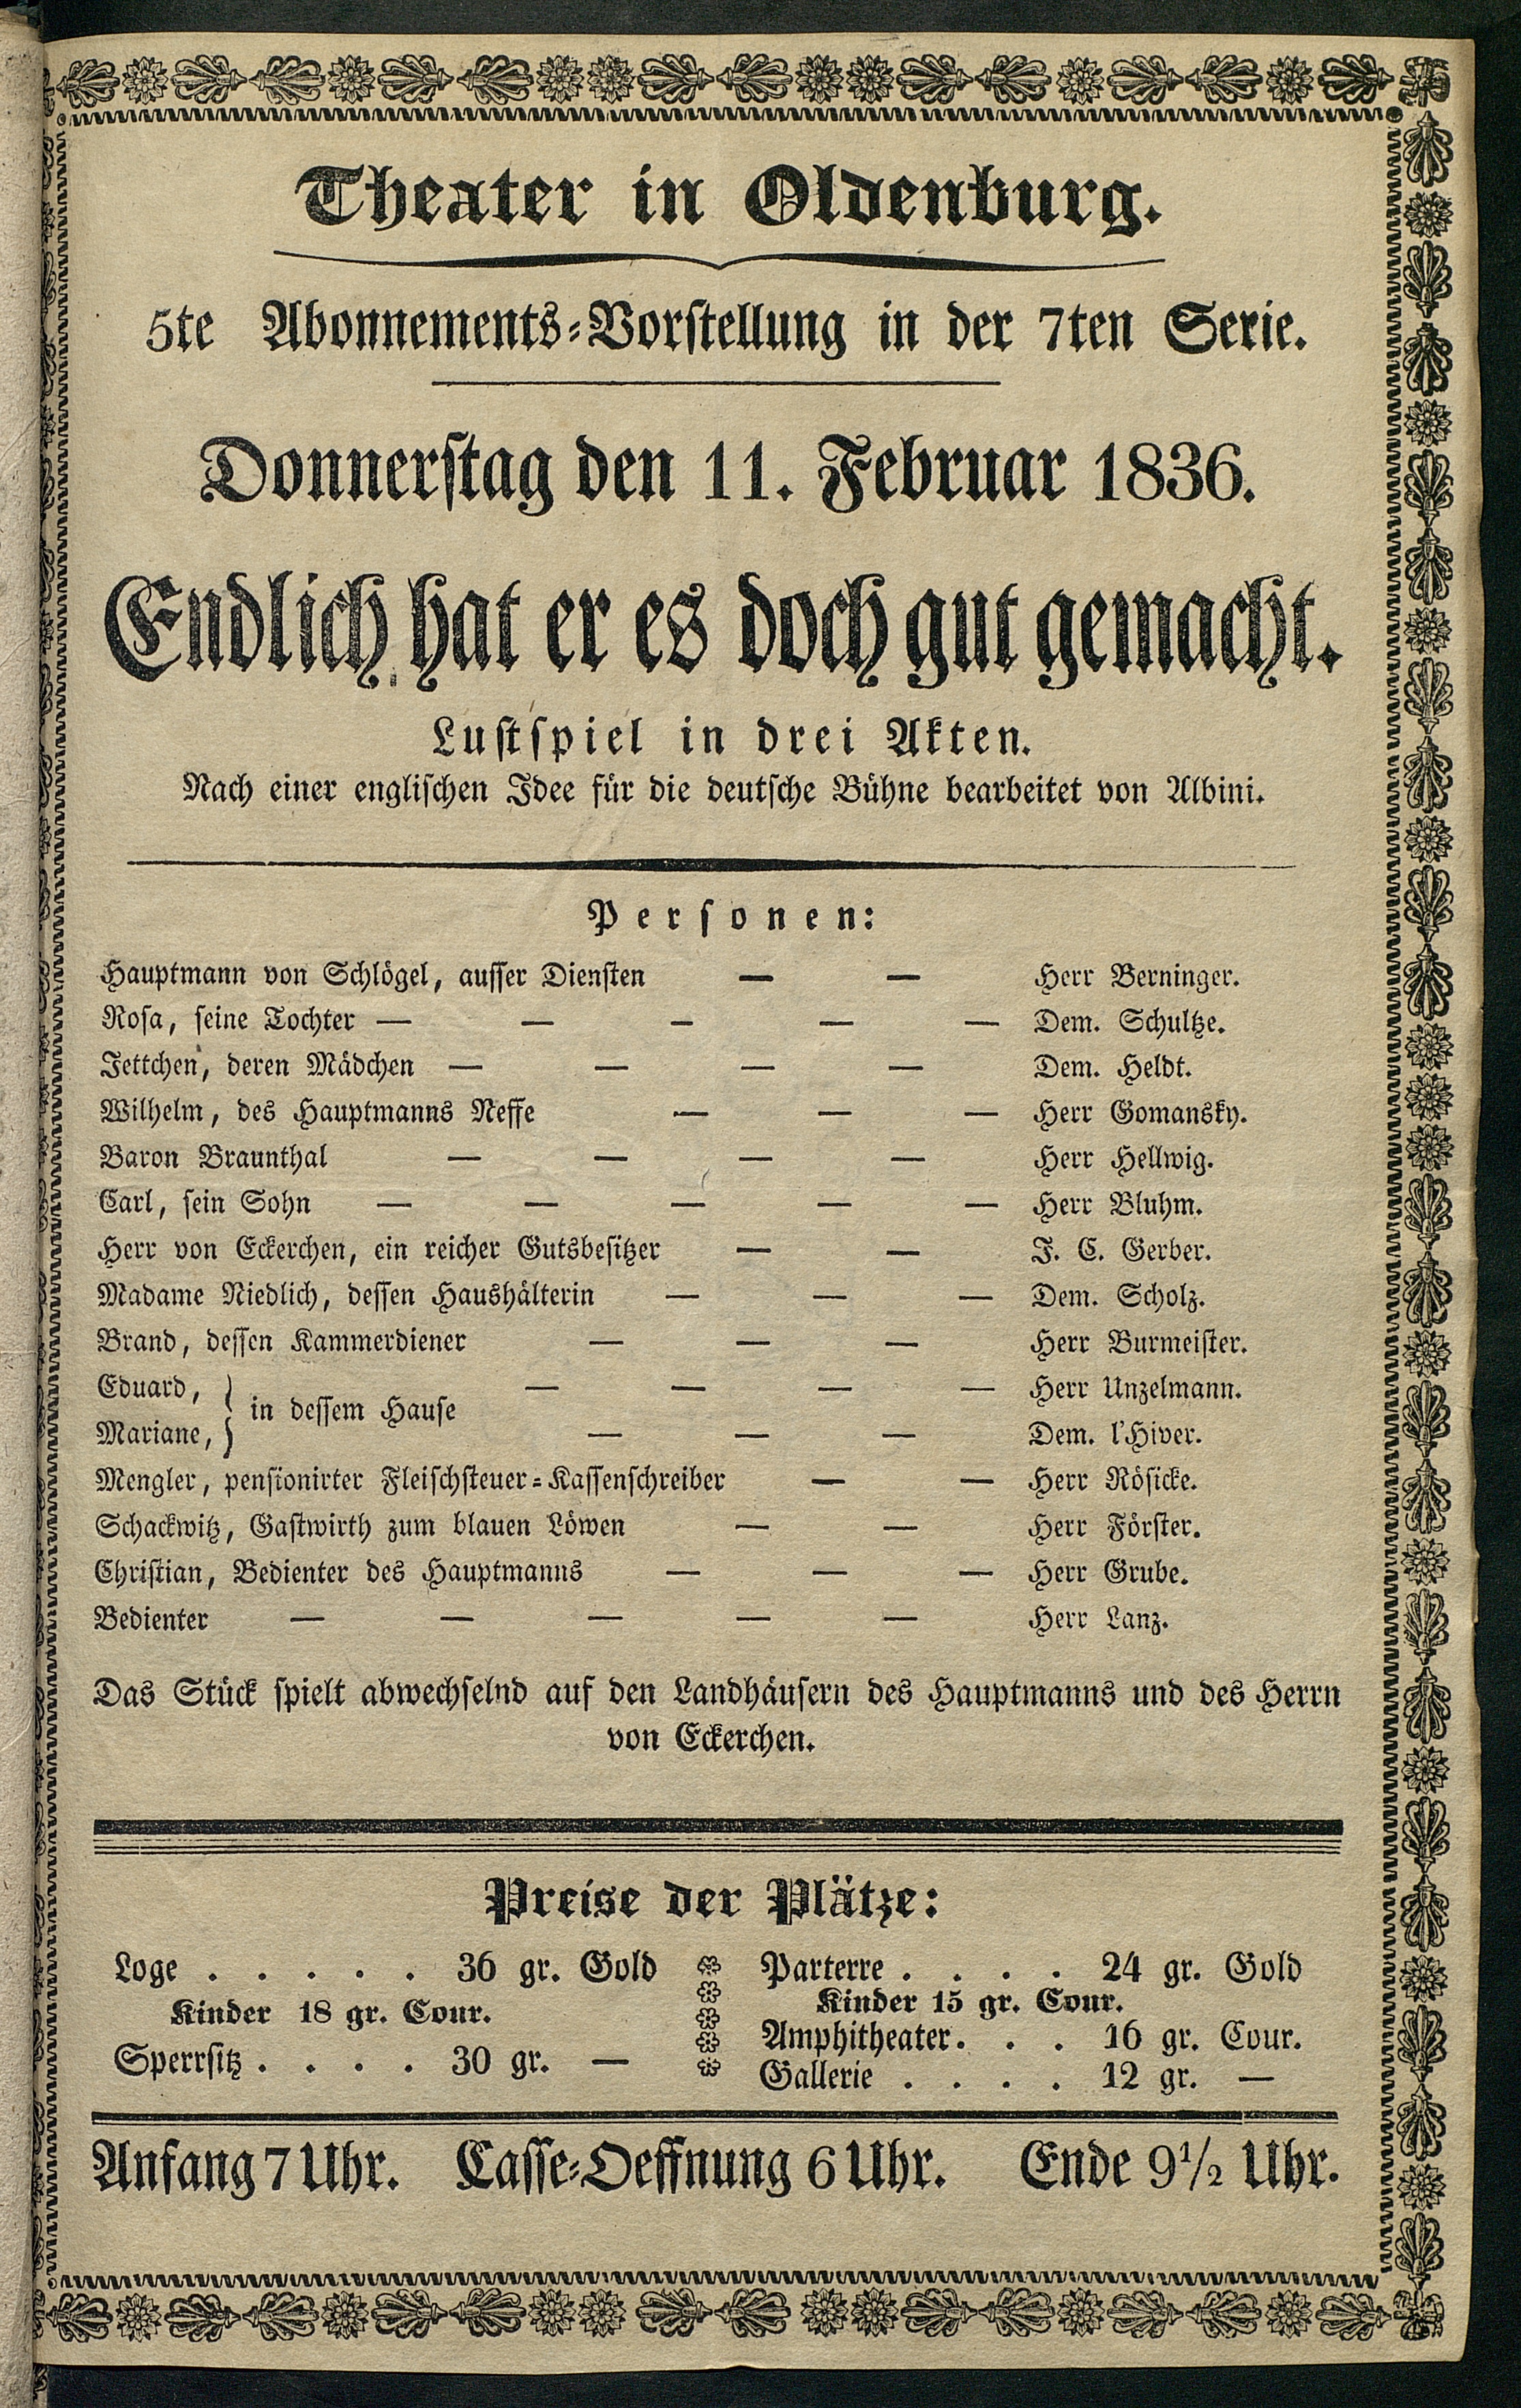 Theater in Oldenburg.
5te Abonnements-Vorstellung in der 7ten Serie.
Donnerstag den 11. Februar 1836.
Endlich hat er es doch gut gemacht.
Lustspiel in drei Akten.
Nach einer englischen Idee für die deutsche Bühne bearbeitet von Albini.
Personen:
Hauptmann von Schlögel, ausser Diensten — — Herr Berninger.
Rosa, seine Tochter — — — — — Dem. Schultze.
Jettchen, deren Mädchen — — — — Dem. Heldt.
Wilhelm, des Hauptmanns Neffe — — — Herr Gomansky.
Baron Braunthal — — — — Herr Hellwig.
Carl, sein Sohn — — — — — Herr Bluhm.
Herr von Eckerchen, ein reicher Gutsbesitzer — — J. C. Gerber.
Madame Niedlich, dessen Haushälterin — — — Dem. Scholz.
Brand, dessen Kammerdiener — — — Herr Burmeister.
Eduard, — — — — Herr Unzelmann.
in dessem Hause
Mariane, — — — Dem. l'Hiver.
Mengler, pensionirter Fleischsteuer-Kassenschreiber — — Herr Rösicke.
Schackwitz, Gastwirth zum blauen Löwen — — Herr Förster.
Christian, Bedienter des Hauptmanns — — — Herr Grube.
Bedienter — — — — — Herr Lanz.
Das Stück spielt abwechselnd auf den Landhäusern des Hauptmanns und des Herrn
von Eckerchen.
Preise der Plätze:
Loge . . . . . 36 gr. Gold
Kinder 18 gr. Cour.
Sperrsitz . . . . 30 gr. —
Parterre . . . . 24 gr. Gold
Kinder 15 gr. Cour.
Amphitheater . . . 16 gr. Cour.
Gallerie . . . . 12 gr. —
Anfang 7 Uhr. Casse-Oeffnung 6 Uhr. Ende 9½ Uhr.